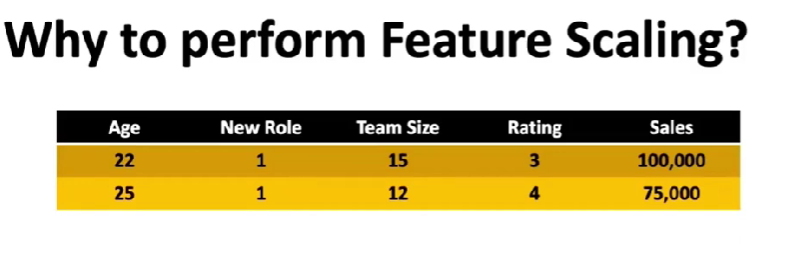 Why to perform Feature Scaling?
Age New Role Team Size Rating Sales
22 1 15 3 100,000
25 1 12 4 75,000